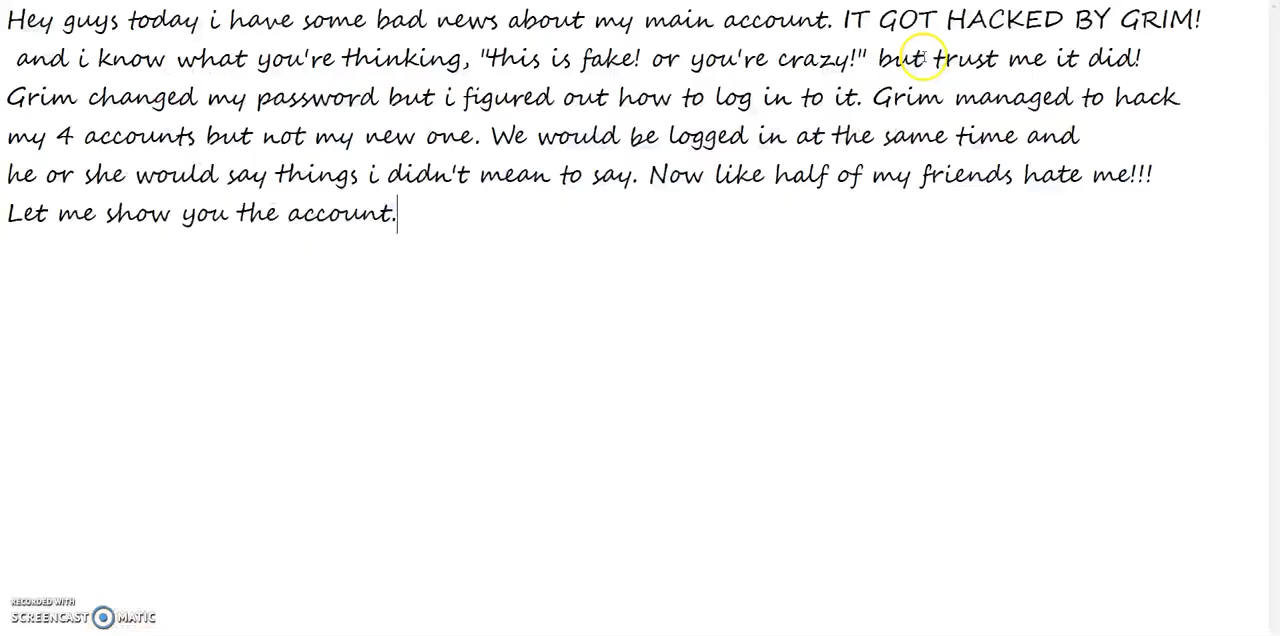 Hey guys today i have some bad news about my main account. IT GOT HACKED BY GRIM!
and i know what you're thinking, "this is fake! or you're crazy!" but trust me it did!
Grim changed my password but i figured out how to log in to it. Grim managed to hack
my 4 accounts but not my new one. We would be logged in at the same time and
he or she would say things i didn't mean to say. Now like half of my friends hate me!!!
Let me show you the account.
RECORDED WITH
SCREENCAST MATIC